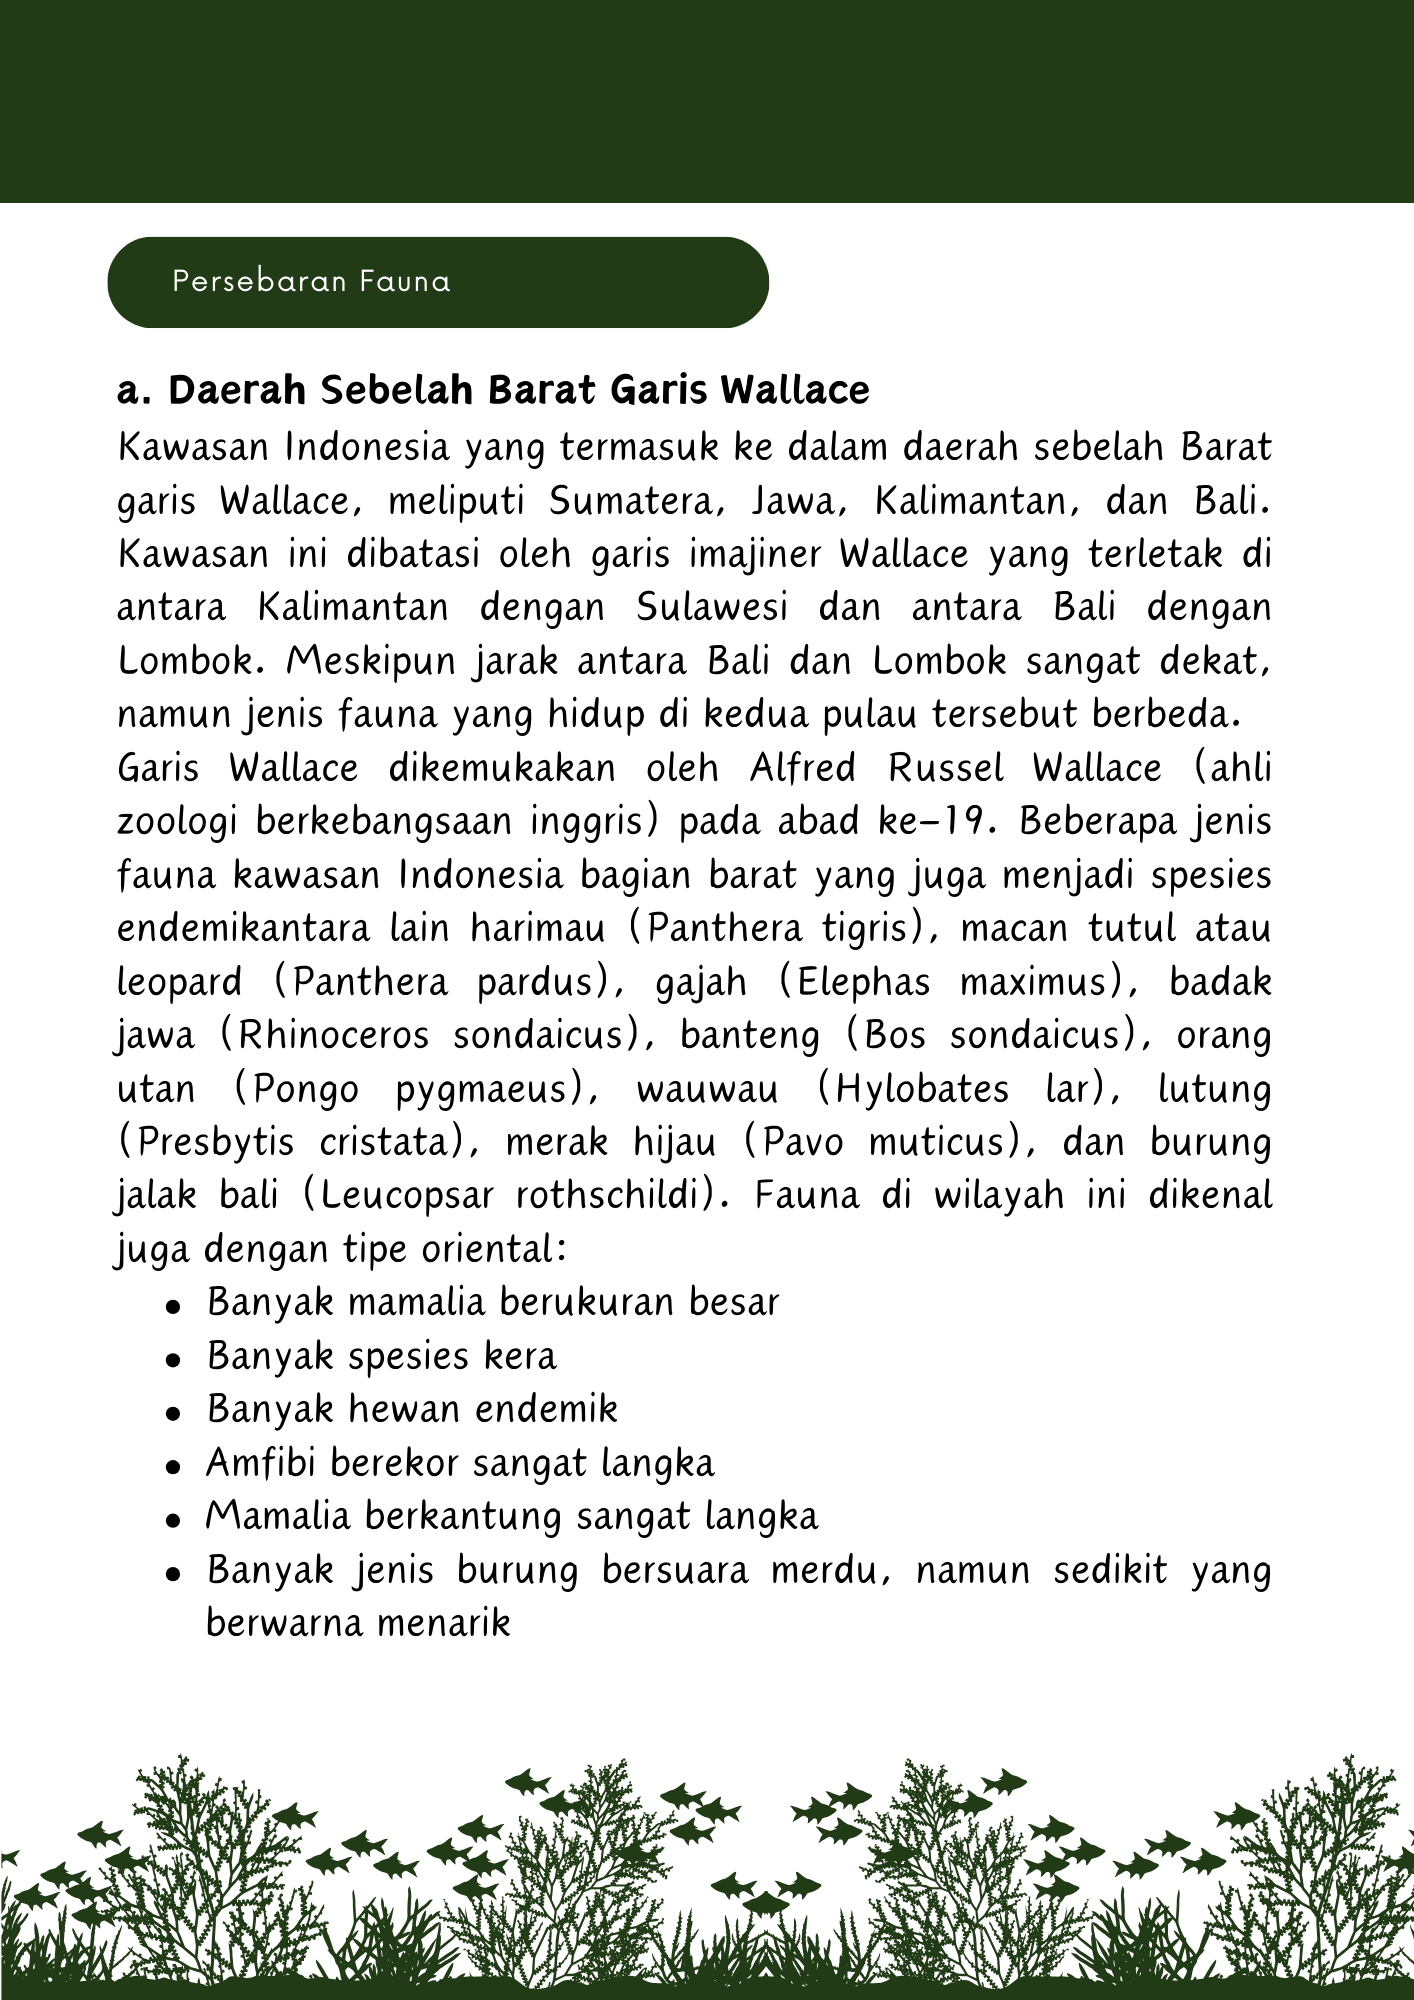 Persebaran Fauna
a. Daerah Sebelah Barat Garis Wallace
Kawasan Indonesia yang termasuk ke dalam daerah sebelah Barat
garis Wallace, meliputi Sumatera, Jawa, Kalimantan, dan Bali.
Kawasan ini dibatasi oleh garis imajiner Wallace yang terletak di
antara Kalimantan dengan Sulawesi dan antara Bali dengan
Lombok. Meskipun jarak antara Bali dan Lombok sangat dekat,
namun jenis fauna yang hidup di kedua pulau tersebut berbeda.
Garis Wallace dikemukakan oleh Alfred Russel Wallace (ahli
zoologi berkebangsaan inggris) pada abad ke-19. Beberapa jenis
fauna kawasan Indonesia bagian barat yang juga menjadi spesies
endemikantara lain harimau (Panthera tigris), macan tutul atau
leopard (Panthera pardus), gajah (Elephas maximus), badak
jawa (Rhinoceros sondaicus), banteng (Bos sondaicus), orang
utan (Pongo pygmaeus), wauwau (Hylobates lar), lutung
(Presbytis cristata), merak hijau (Pavo muticus), dan burung
jalak bali (Leucopsar rothschildi). Fauna di wilayah ini dikenal
juga dengan tipe oriental:
• Banyak mamalia berukuran besar
• Banyak spesies kera
• Banyak hewan endemik
• Amfibi berekor sangat langka
• Mamalia berkantung sangat langka
• Banyak jenis burung bersuara merdu, namun sedikit yang
berwarna menarik